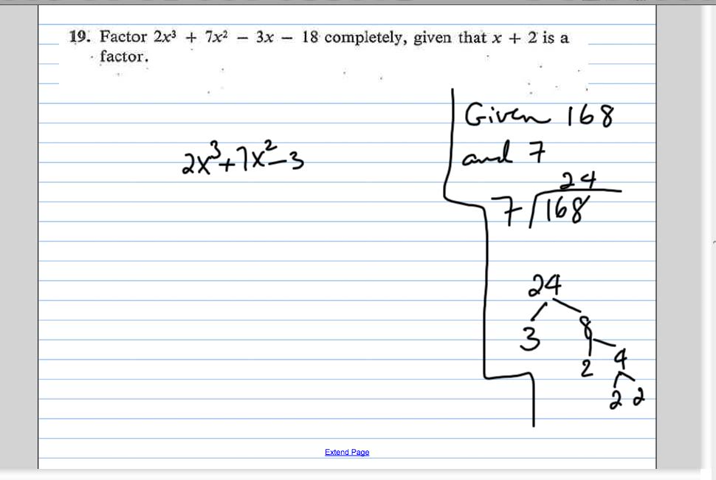 19. Factor 2x³ + 7x² − 3x − 18 completely, given that x + 2 is a
factor.
Given 168
and 7
2x³+7x²−3
24
7/168
24
3
8
2
4
2 2
Extend Page